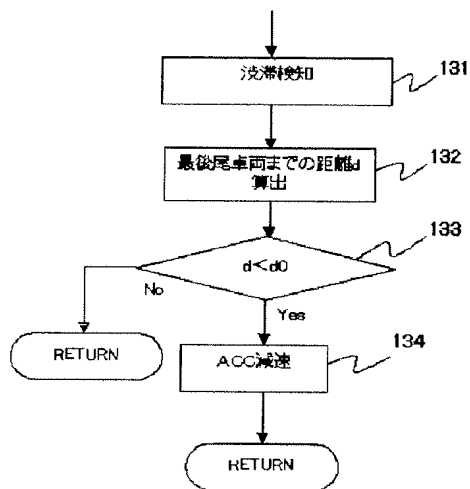 渋滞検知
131
最後尾車両までの距離d
算出
132
133
d<d0
No
Yes
RETURN
134
ACC減速
RETURN